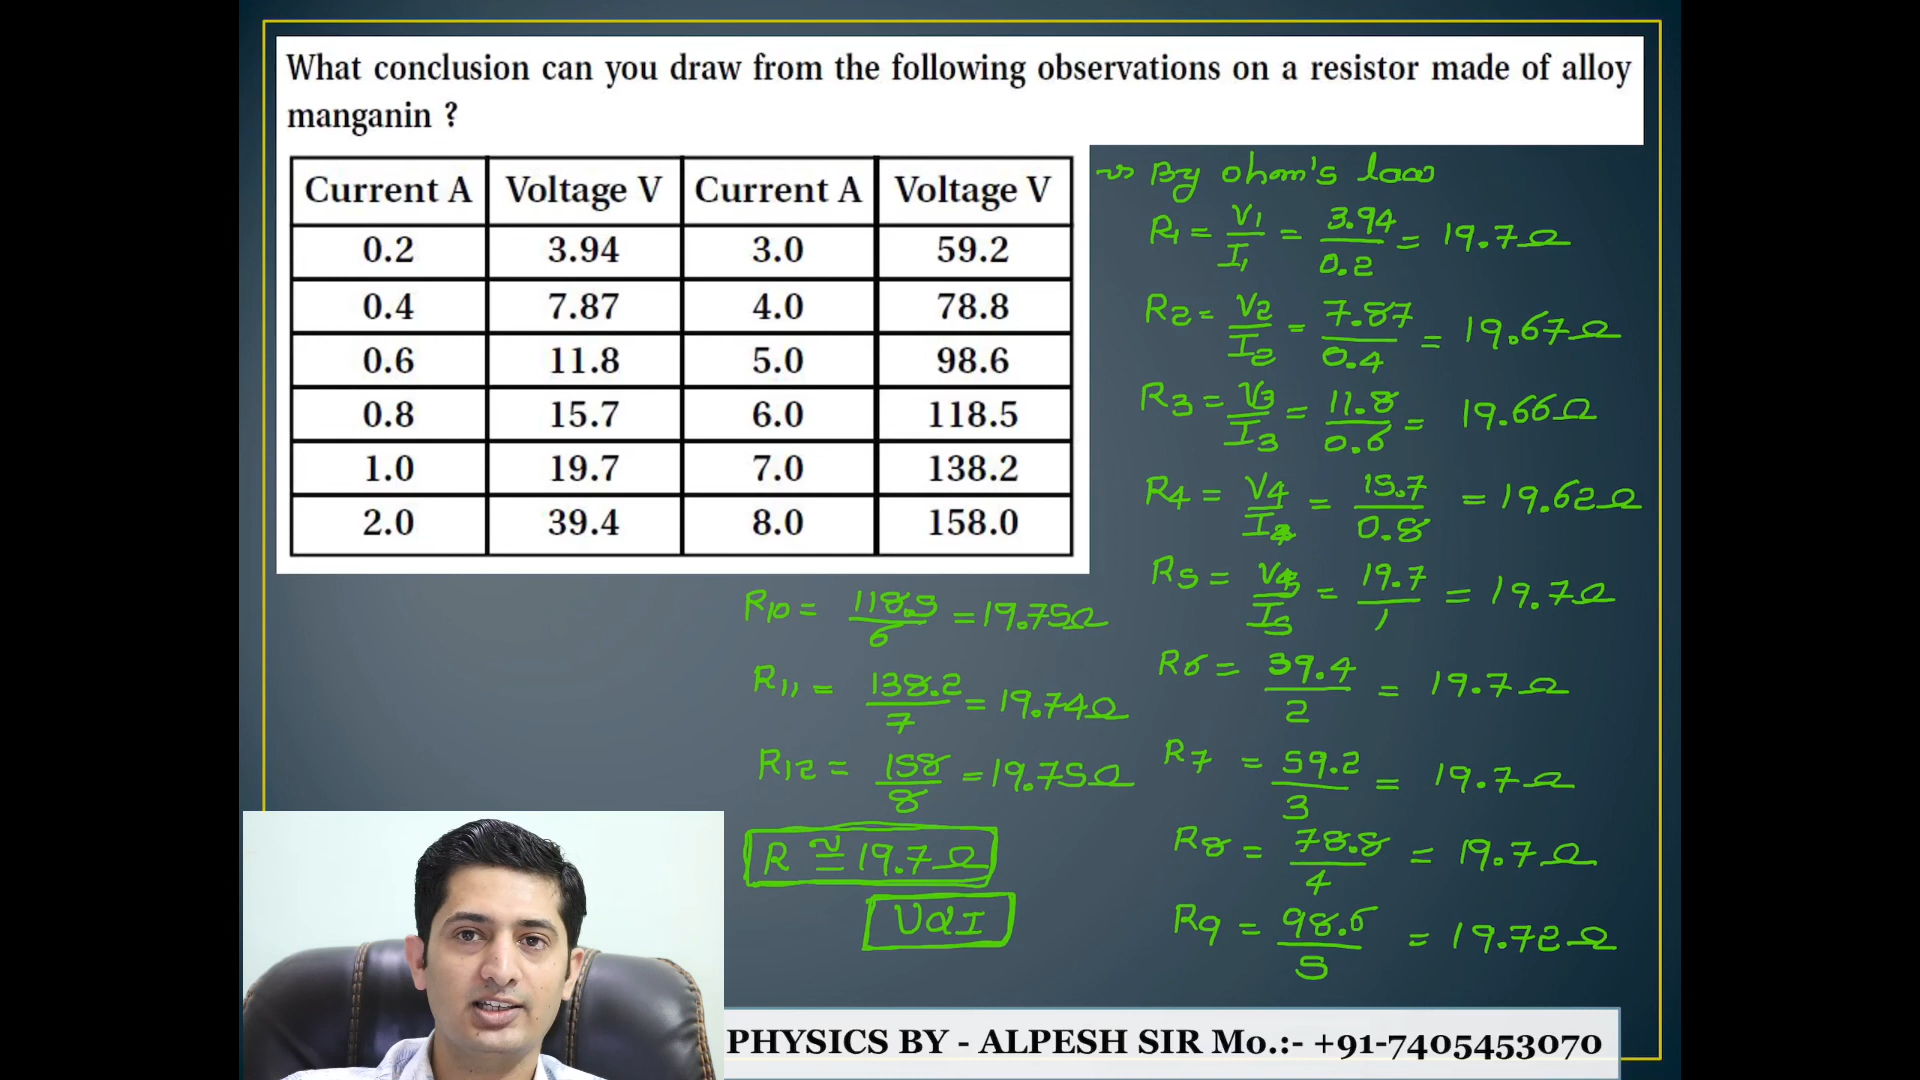 What conclusion can you draw from the following observations on a resistor made of alloy
manganin ?
Current A Voltage V Current A Voltage V
0.2 3.94 3.0 59.2
0.4 7.87 4.0 78.8
0.6 11.8 5.0 98.6
0.8 15.7 6.0 118.5
1.0 19.7 7.0 138.2
2.0 39.4 8.0 158.0
By ohm's law
R1 = V1/I1 = 3.94/0.2 = 19.7Ω
R2 = V2/I2 = 7.87/0.4 = 19.67Ω
R3 = V3/I3 = 11.8/0.6 = 19.66Ω
R4 = V4/I4 = 15.7/0.8 = 19.62Ω
R5 = V5/I5 = 19.7/1 = 19.7Ω
R6 = 39.4/2 = 19.7Ω
R7 = 59.2/3 = 19.7Ω
R8 = 78.8/4 = 19.7Ω
R9 = 98.6/5 = 19.72Ω
R10 = 118.5/6 = 19.75Ω
R11 = 138.2/7 = 19.74Ω
R12 = 158/8 = 19.75Ω
R ≅ 19.7Ω
V α I
PHYSICS BY - ALPESH SIR Mo.:- +91-7405453070